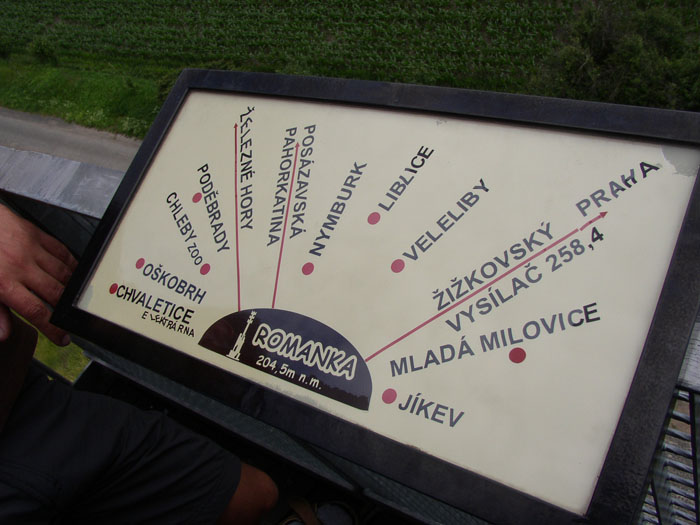 CHVALETICE
ELEKTRÁRNA
OŠKOBRH
CHLEBY ZOO
PODĚBRADY
ŽELEZNÉ HORY
POSÁZAVSKÁ
PAHORKATINA
NYMBURK
LIBLICE
VELELIBY
ŽIŽKOVSKÝ
VYSÍLAČ 258,4
PRAHA
MLADÁ MILOVICE
JÍKEV
ROMANKA
204,5m n.m.